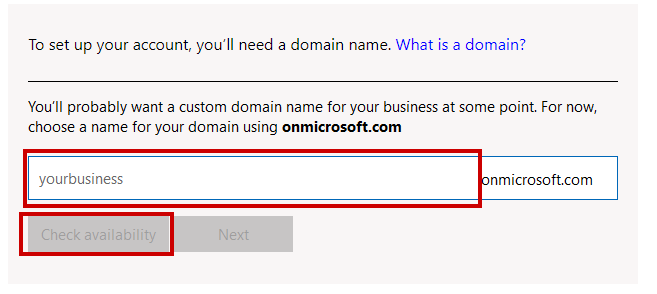 To set up your account, you'll need a domain name. What is a domain?
You'll probably want a custom domain name for your business at some point. For now,
choose a name for your domain using onmicrosoft.com
yourbusiness onmicrosoft.com
Check availability Next